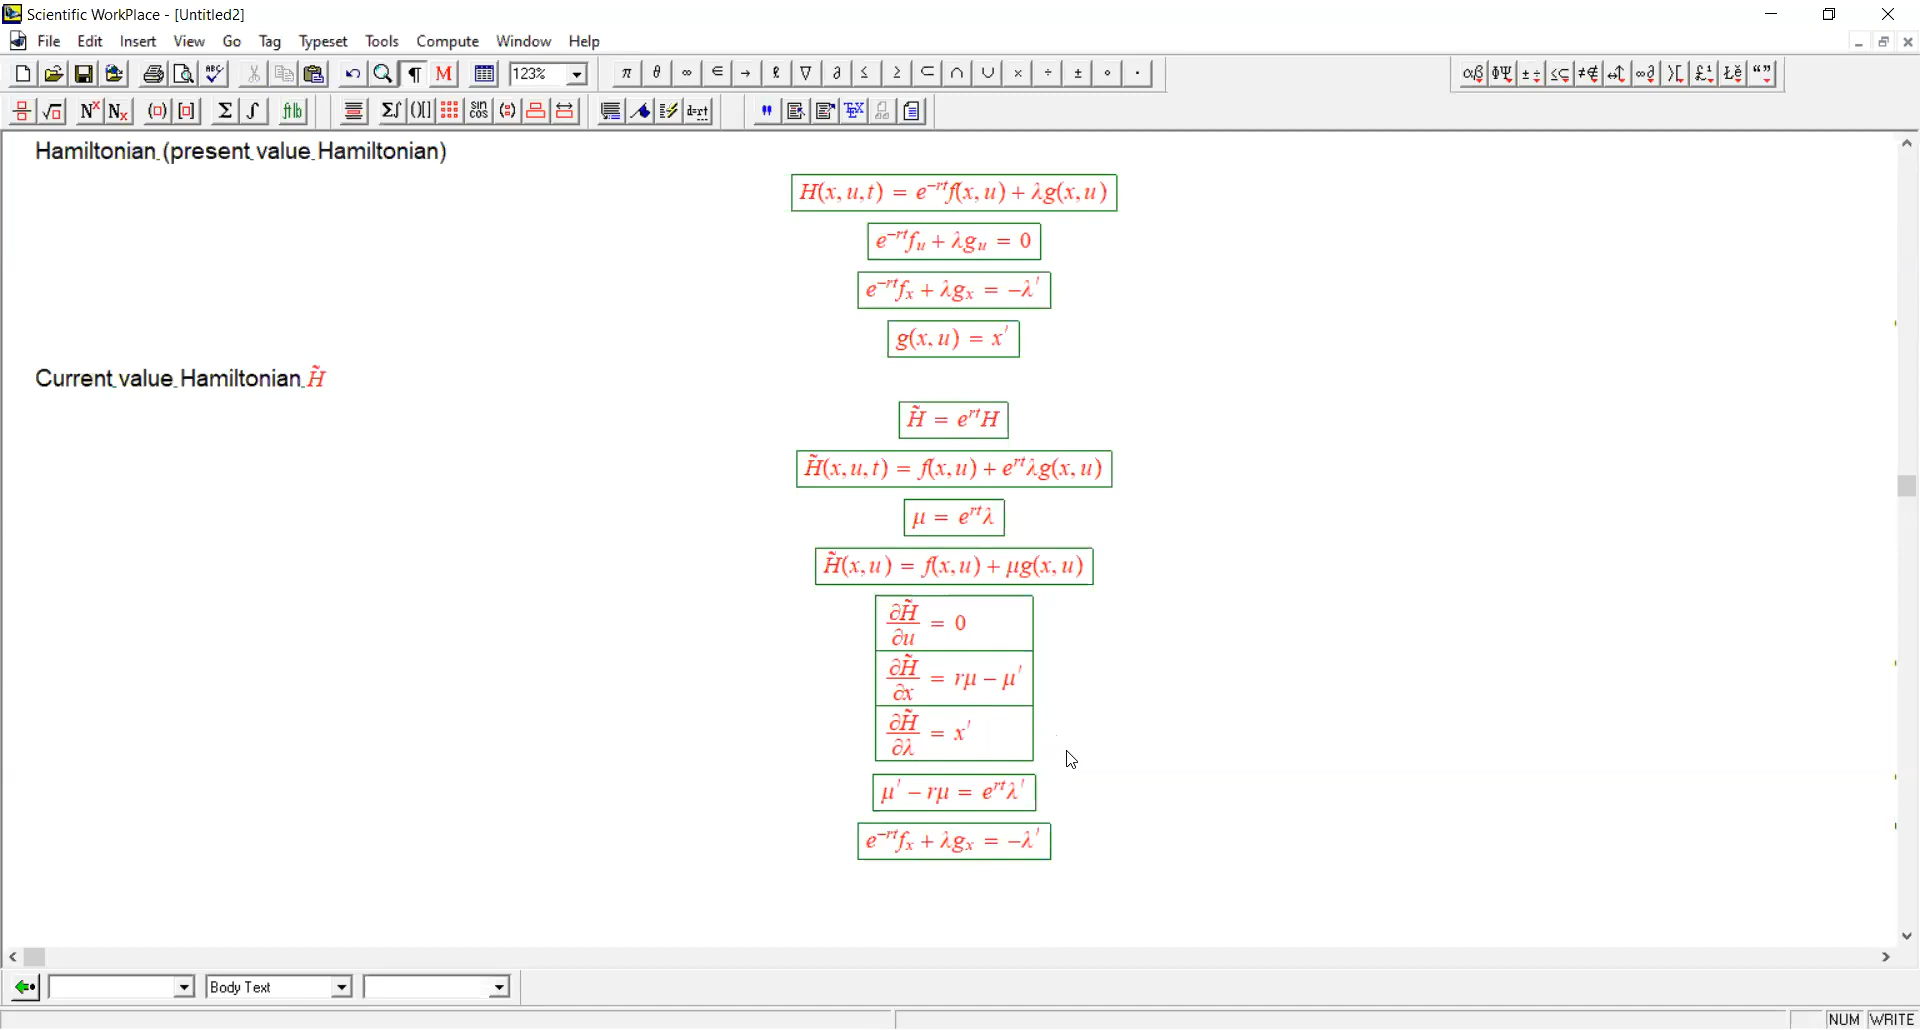 Scientific WorkPlace - [Untitled2]
File Edit Insert View Go Tag Typeset Tools Compute Window Help
123%
Hamiltonian (present value Hamiltonian)
H(x, u, t) = e^{-rt}f(x, u) + λg(x, u)
e^{-rt}f_u + λg_u = 0
e^{-rt}f_x + λg_x = −λ′
g(x, u) = x′
Current value Hamiltonian H̃
H̃ = e^{rt}H
H̃(x, u, t) = f(x, u) + e^{rt}λg(x, u)
μ = e^{rt}λ
H̃(x, u) = f(x, u) + μg(x, u)
∂H̃/∂u = 0
∂H̃/∂x = rμ − μ′
∂H̃/∂λ = x′
μ′ − rμ = e^{rt}λ′
e^{-rt}f_x + λg_x = −λ′
Body Text
NUM WRITE